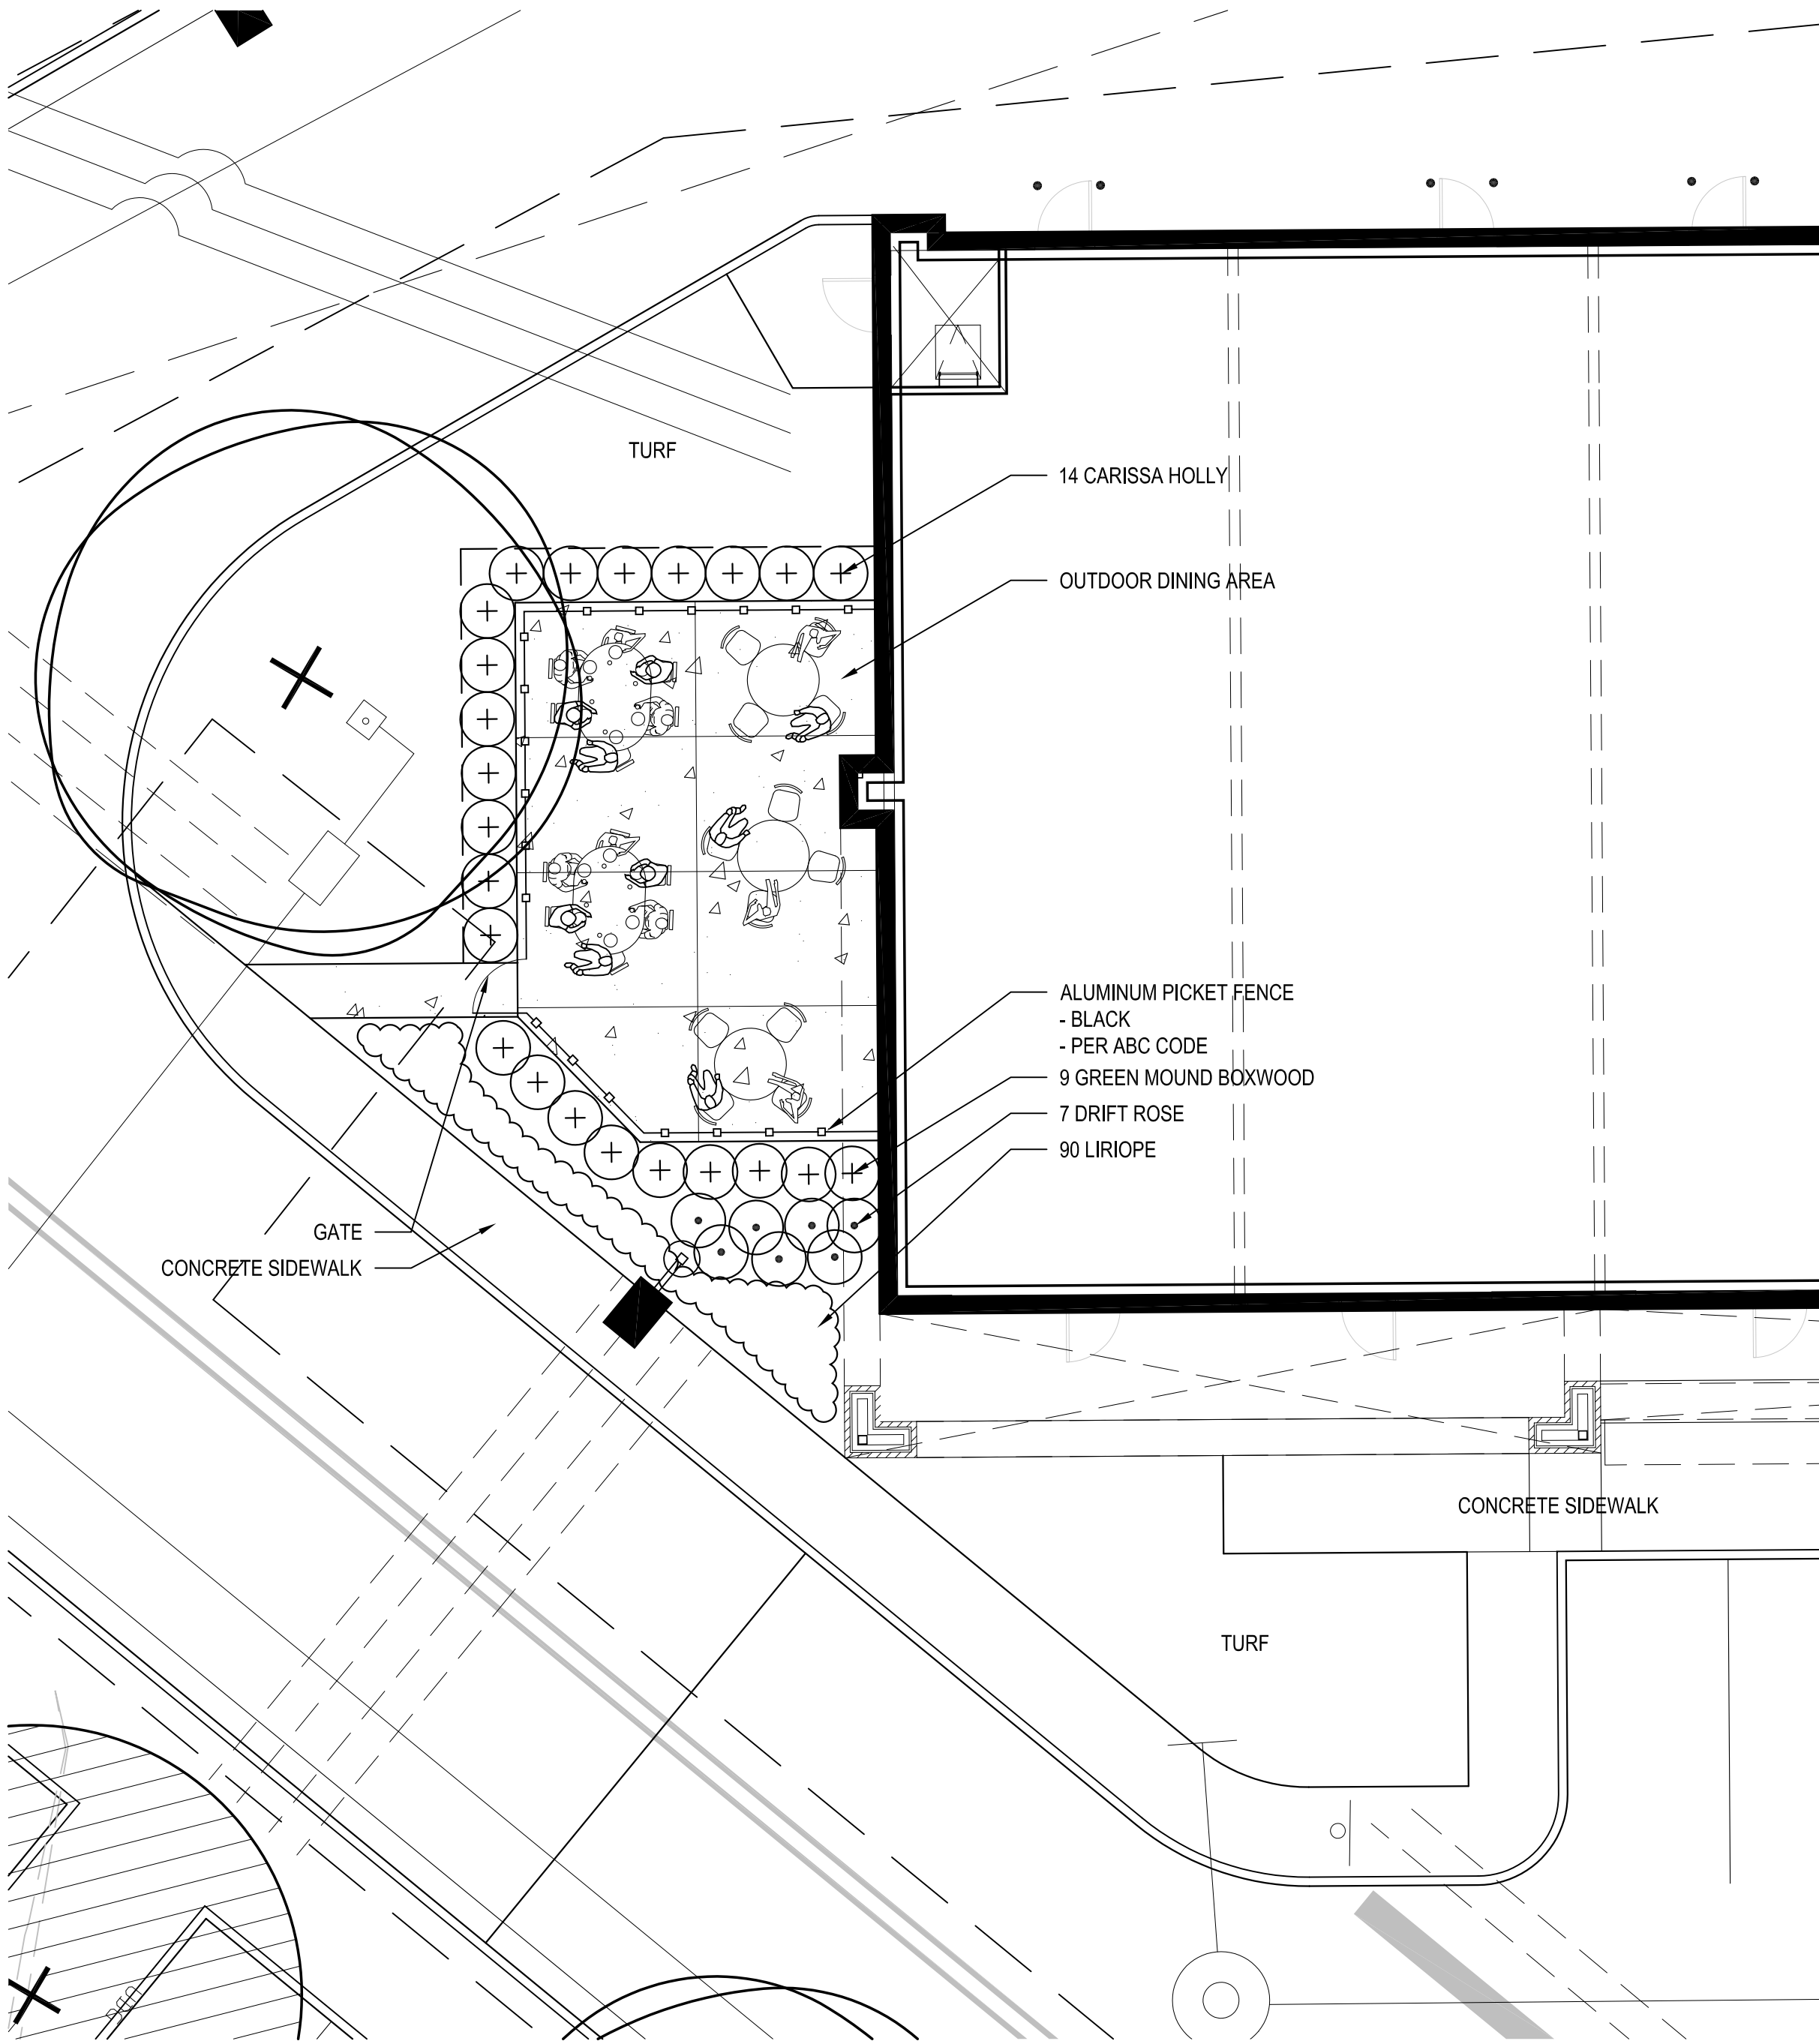 TURF
14 CARISSA HOLLY
OUTDOOR DINING AREA
ALUMINUM PICKET FENCE
- BLACK
- PER ABC CODE
9 GREEN MOUND BOXWOOD
7 DRIFT ROSE
90 LIRIOPE
GATE
CONCRETE SIDEWALK
CONCRETE SIDEWALK
TURF